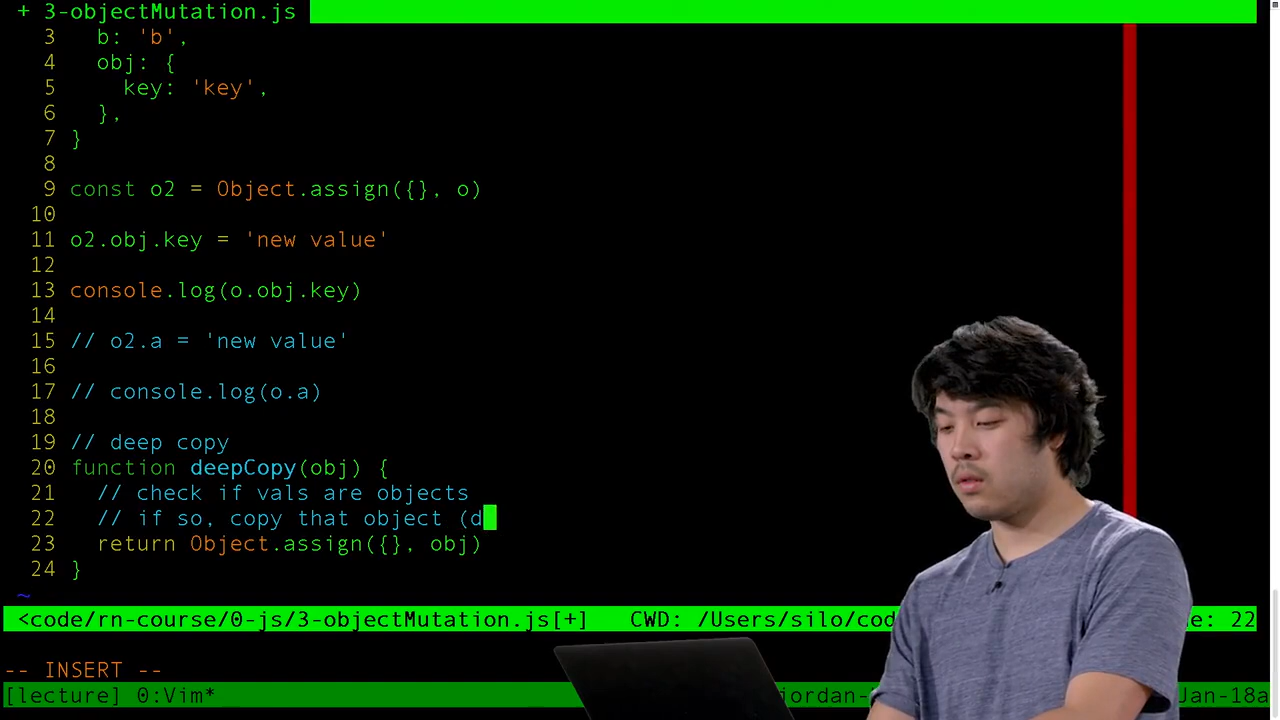 + 3-objectMutation.js
3 b: 'b',
4 obj: {
5 key: 'key',
6 },
7 }
8
9 const o2 = Object.assign({}, o)
10
11 o2.obj.key = 'new value'
12
13 console.log(o.obj.key)
14
15 // o2.a = 'new value'
16
17 // console.log(o.a)
18
19 // deep copy
20 function deepCopy(obj) {
21 // check if vals are objects
22 // if so, copy that object (d
23 return Object.assign({}, obj)
24 }
~
<code/rn-course/0-js/3-objectMutation.js[+] CWD: /Users/silo/cod e: 22
-- INSERT --
[lecture] 0:Vim* jordan- Jan-18a